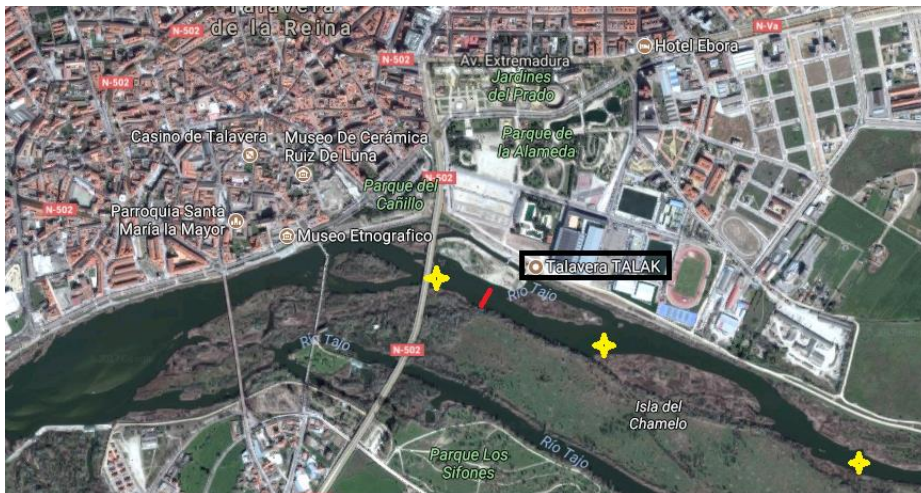 Talavera
de la Reina
N-502
N-Va
Hotel Ebora
Av. Extremadura
N-502
N-502
Jardines
del Prado
Casino de Talavera
Museo De Cerámica
Ruiz De Luna
Parque de
la Alameda
N-502
Parque del
Cañillo
N-502
Parroquia Santa
María la Mayor
Museo Etnografico
Talavera TALAK
Río Tajo
Río Tajo
N-502
Isla del
Chamelo
Río Tajo
Parque Los
Sifones